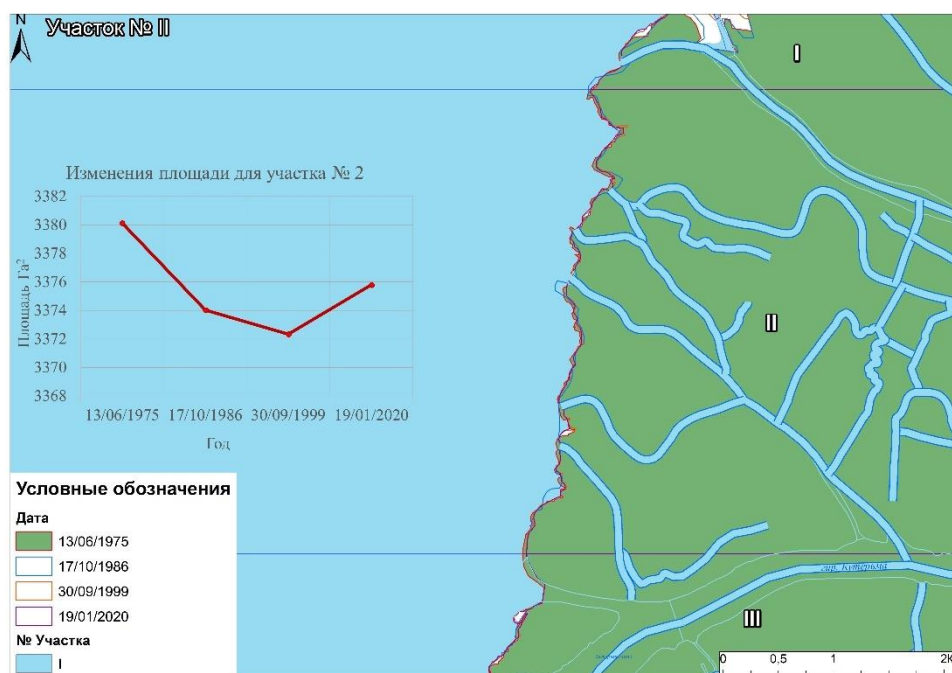 N
Участок № II
I
Изменения площади для участка № 2
3382
3380
3378
3376
3374
3372
3370
3368
Площадь Га²
13/06/1975 17/10/1986 30/09/1999 19/01/2020
Год
II
Условные обозначения
Дата
13/06/1975
17/10/1986
30/09/1999
19/01/2020
№ Участка
I
III
0 0,5 1 2К